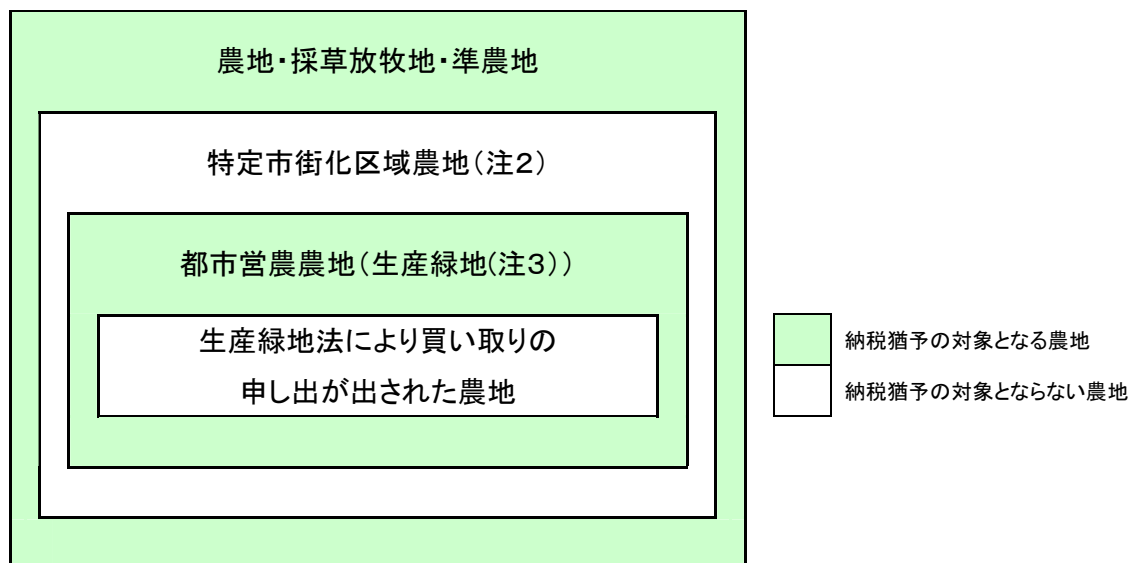 農地・採草放牧地・準農地
特定市街化区域農地(注2)
都市営農農地(生産緑地(注3))
生産緑地法により買い取りの
申し出が出された農地
納税猶予の対象となる農地
納税猶予の対象とならない農地